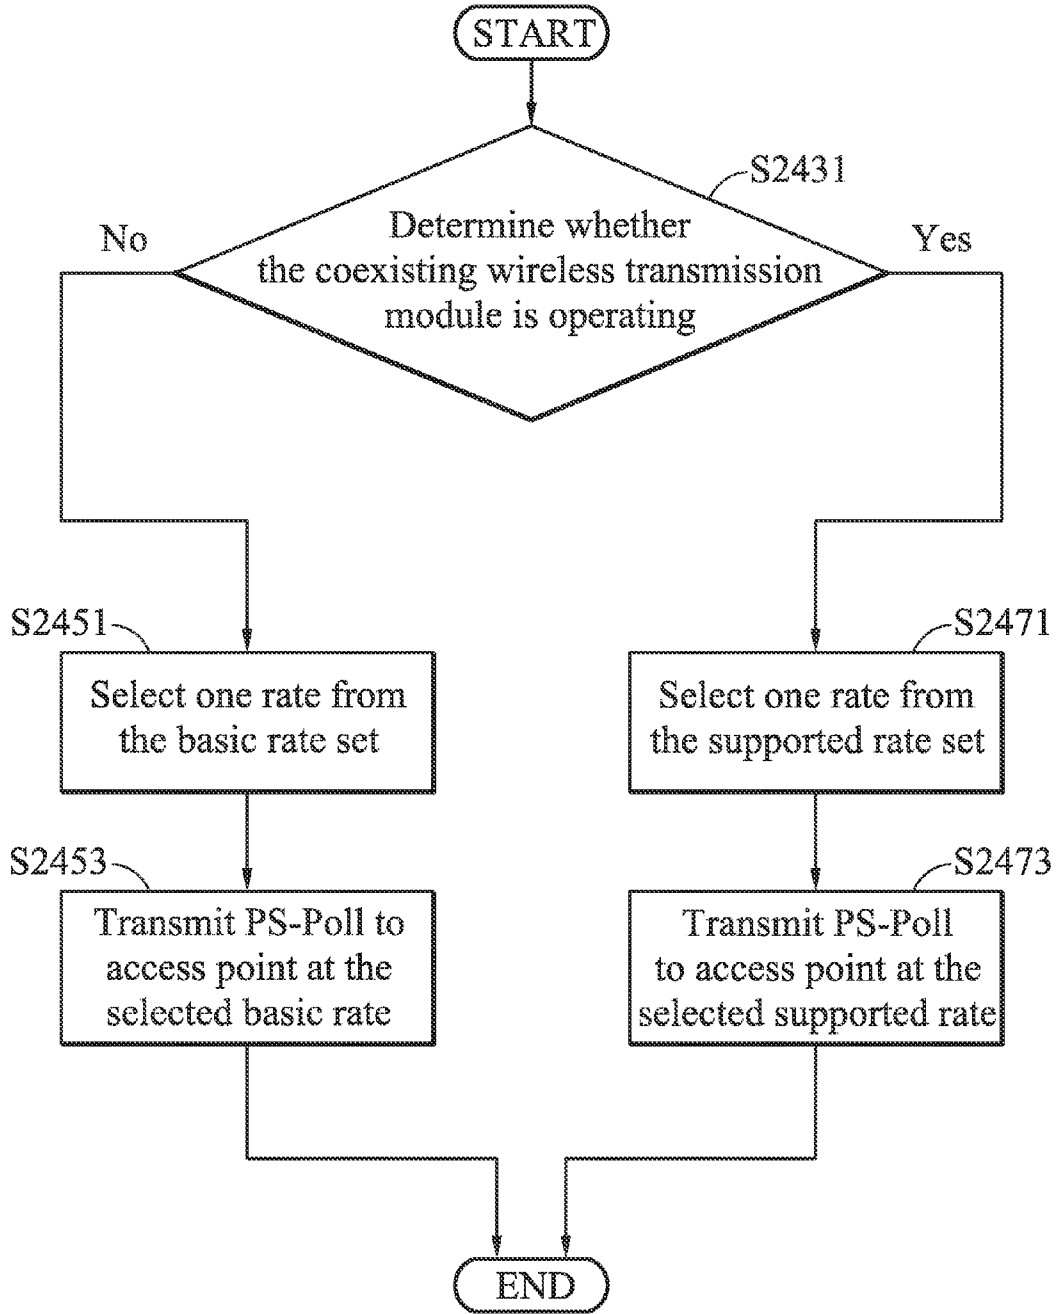 START
S2431
No
Yes
Determine whether
the coexisting wireless transmission
module is operating
S2451
Select one rate from
the basic rate set
S2471
Select one rate from
the supported rate set
S2453
Transmit PS-Poll to
access point at the
selected basic rate
S2473
Transmit PS-Poll
to access point at the
selected supported rate
END